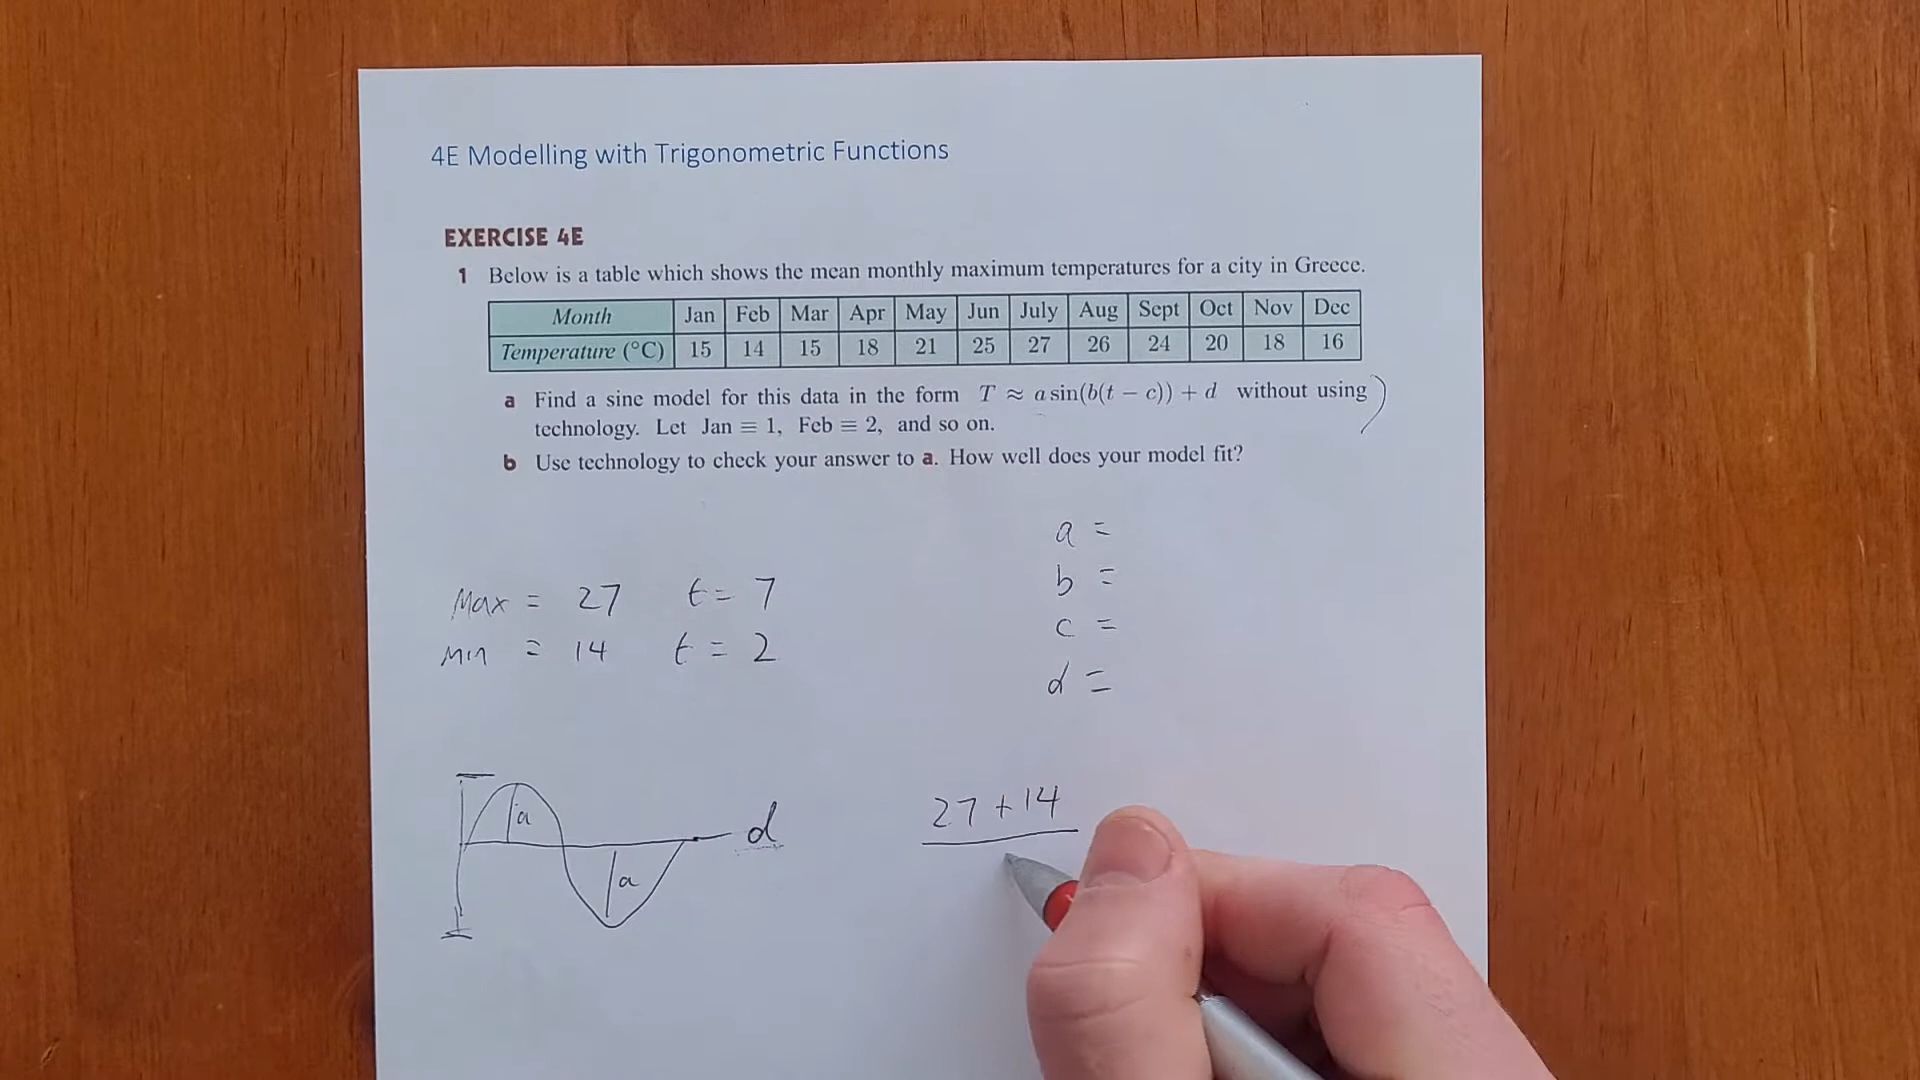 4E Modelling with Trigonometric Functions
EXERCISE 4E
1 Below is a table which shows the mean monthly maximum temperatures for a city in Greece.
Month Jan Feb Mar Apr May Jun July Aug Sept Oct Nov Dec
Temperature (°C) 15 14 15 18 21 25 27 26 24 20 18 16
a Find a sine model for this data in the form T ≈ a sin(b(t − c)) + d without using
technology. Let Jan ≡ 1, Feb ≡ 2, and so on.
b Use technology to check your answer to a. How well does your model fit?
a =
b =
c =
d =
Max = 27 t = 7
Min = 14 t = 2
a
a
d
27 + 14